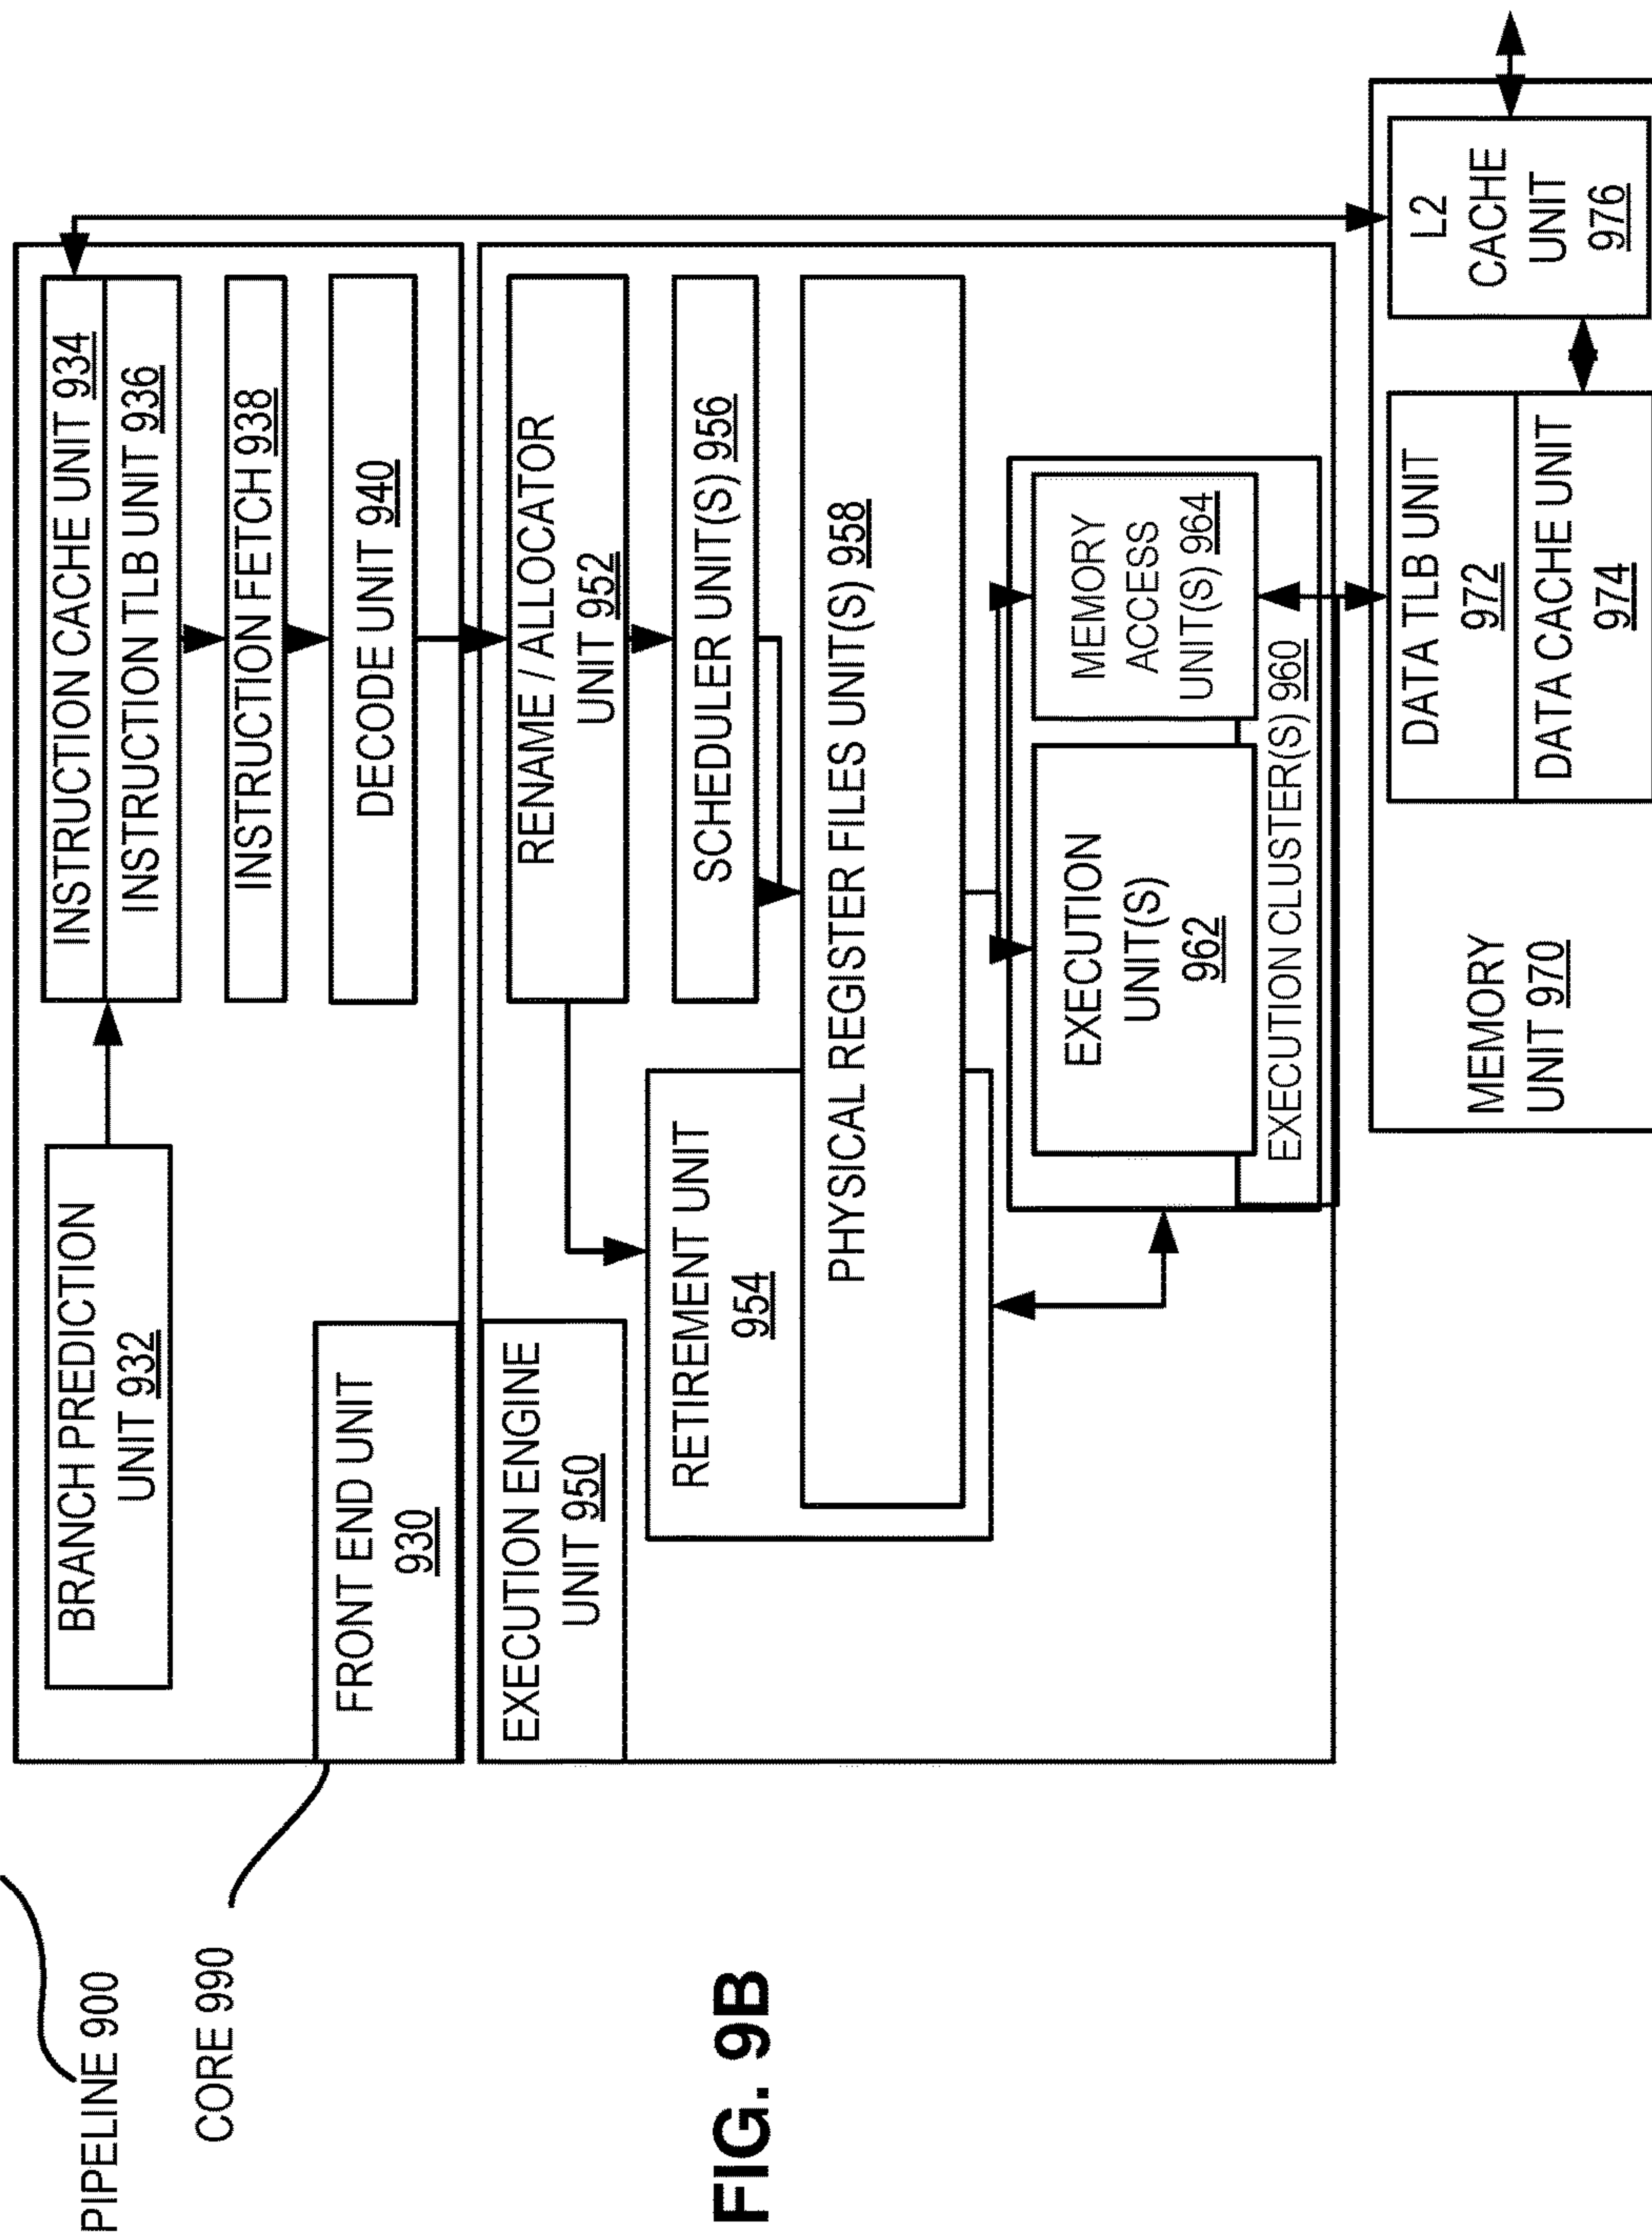 PIPELINE 900
CORE 990
BRANCH PREDICTION
UNIT 932
INSTRUCTION CACHE UNIT 934
INSTRUCTION TLB UNIT 936
INSTRUCTION FETCH 938
FRONT END UNIT
930
DECODE UNIT 940
EXECUTION ENGINE
UNIT 950
RENAME / ALLOCATOR
UNIT 952
RETIREMENT UNIT
954
SCHEDULER UNIT(S) 956
PHYSICAL REGISTER FILES UNIT(S) 958
EXECUTION
UNIT(S)
962
MEMORY
ACCESS
UNIT(S) 964
EXECUTION CLUSTER(S) 960
MEMORY
UNIT 970
DATA TLB UNIT
972
DATA CACHE UNIT
974
L2
CACHE
UNIT
976
FIG. 9B